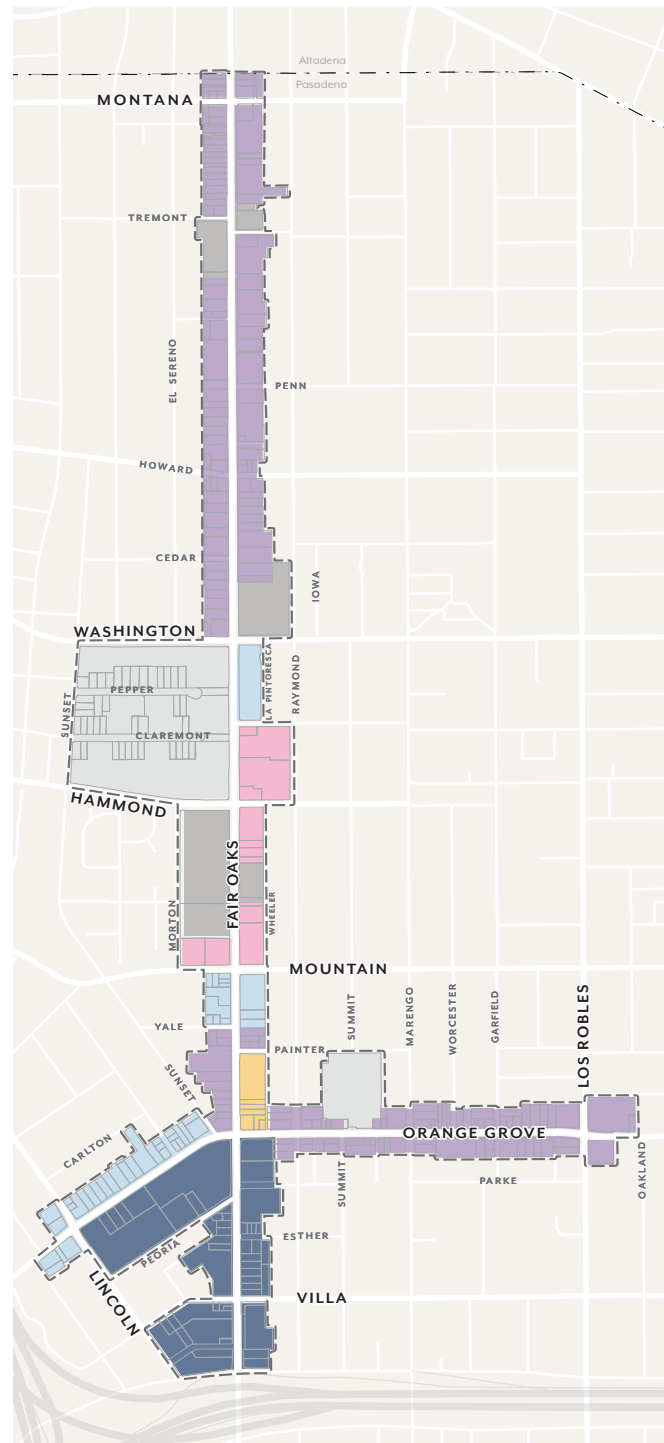 Altadena
Pasadena
MONTANA
TREMONT
EL SERENO
PENN
HOWARD
CEDAR
IOWA
WASHINGTON
LA PINTORESCA
RAYMOND
SUNSET
PEPPER
CLAREMONT
HAMMOND
FAIR OAKS
MORTON
WHEELER
MOUNTAIN
YALE
SUMMIT
MARENGO
WORCESTER
GARFIELD
LOS ROBLES
PAINTER
SUNSET
ORANGE GROVE
CARLTON
SUMMIT
PARKE
OAKLAND
PEORIA
ESTHER
LINCOLN
VILLA